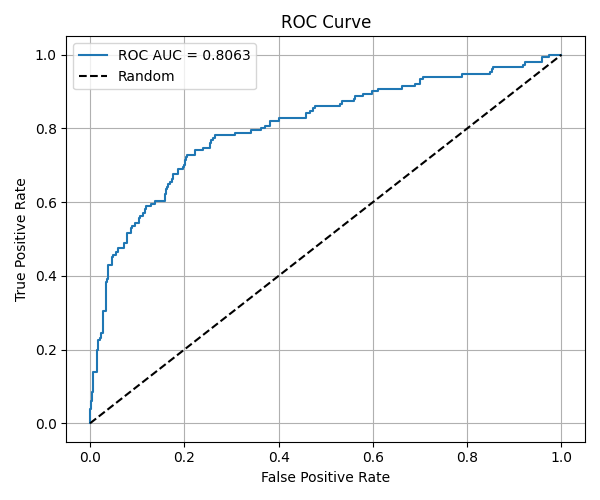 ROC Curve
ROC AUC = 0.8063
Random
1.0
0.8
0.6
0.4
0.2
0.0
True Positive Rate
0.0 0.2 0.4 0.6 0.8 1.0
False Positive Rate